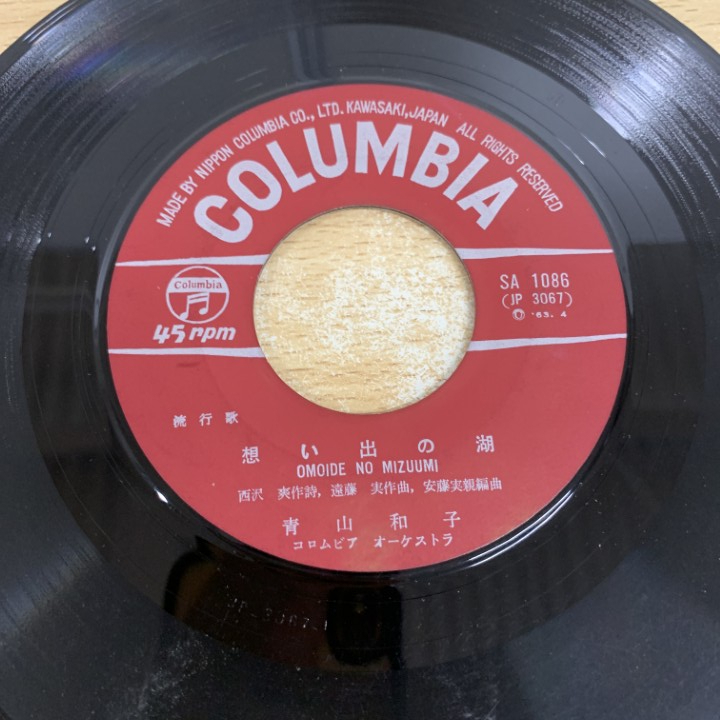 MADE BY NIPPON COLUMBIA CO., LTD. KAWASAKI, JAPAN ALL RIGHTS RESERVED
COLUMBIA
Columbia
45 rpm
SA 1086
(JP 3067)
Ⓟ '63. 4
流行歌
想い出の湖
OMOIDE NO MIZUUMI
西沢 爽作詩, 遠藤 実作曲, 安藤実親編曲
青山和子
コロムビア オーケストラ